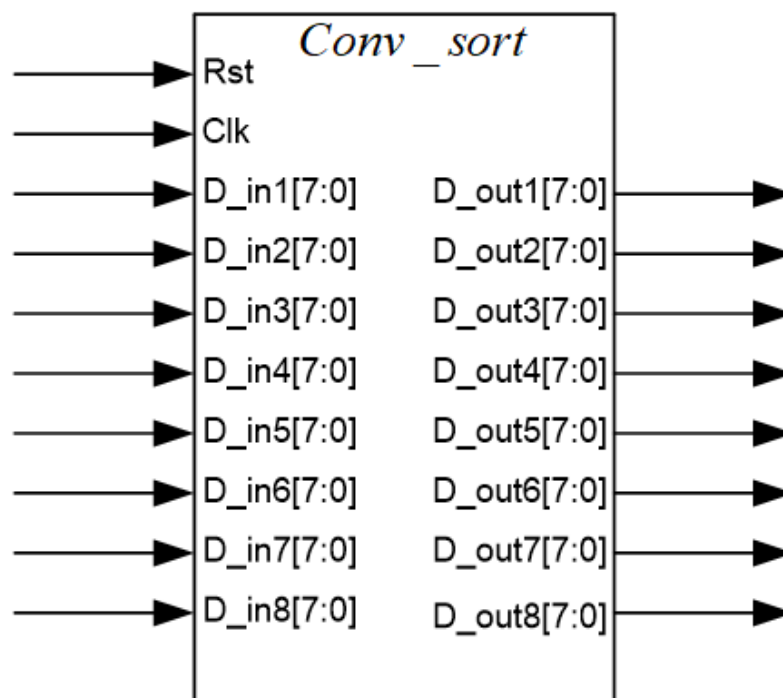 Conv_sort
Rst
Clk
D_in1[7:0] D_out1[7:0]
D_in2[7:0] D_out2[7:0]
D_in3[7:0] D_out3[7:0]
D_in4[7:0] D_out4[7:0]
D_in5[7:0] D_out5[7:0]
D_in6[7:0] D_out6[7:0]
D_in7[7:0] D_out7[7:0]
D_in8[7:0] D_out8[7:0]